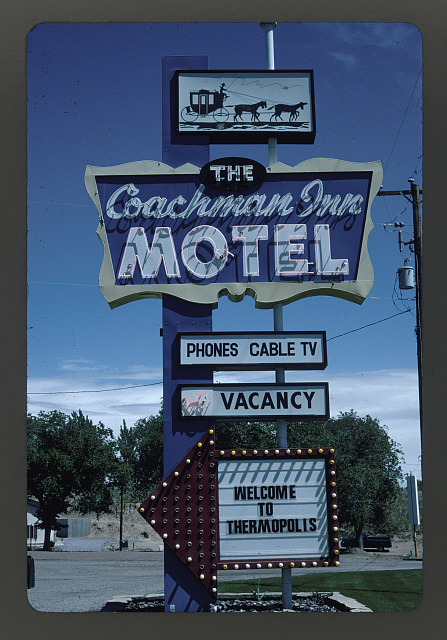 THE
Coachman Inn
MOTEL
PHONES CABLE TV
VACANCY
WELCOME
TO
THERMOPOLIS